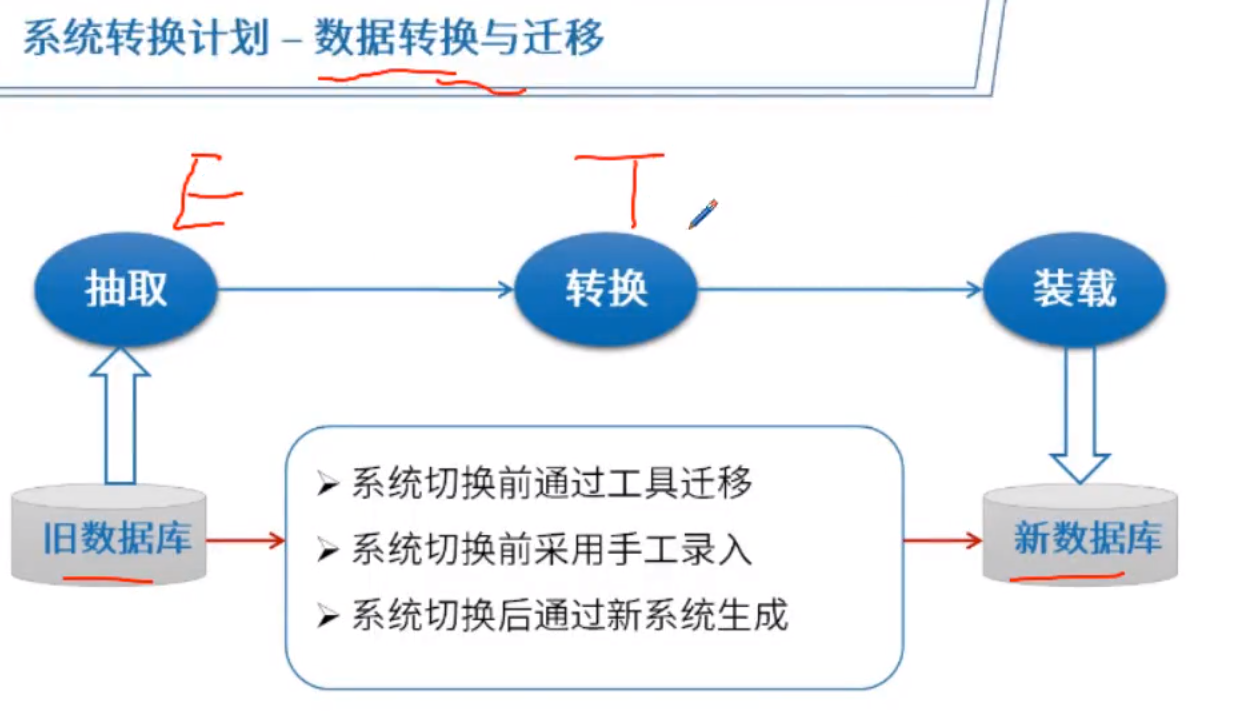 系统转换计划 – 数据转换与迁移
E
T
抽取
转换
装载
旧数据库
➢ 系统切换前通过工具迁移
➢ 系统切换前采用手工录入
➢ 系统切换后通过新系统生成
新数据库